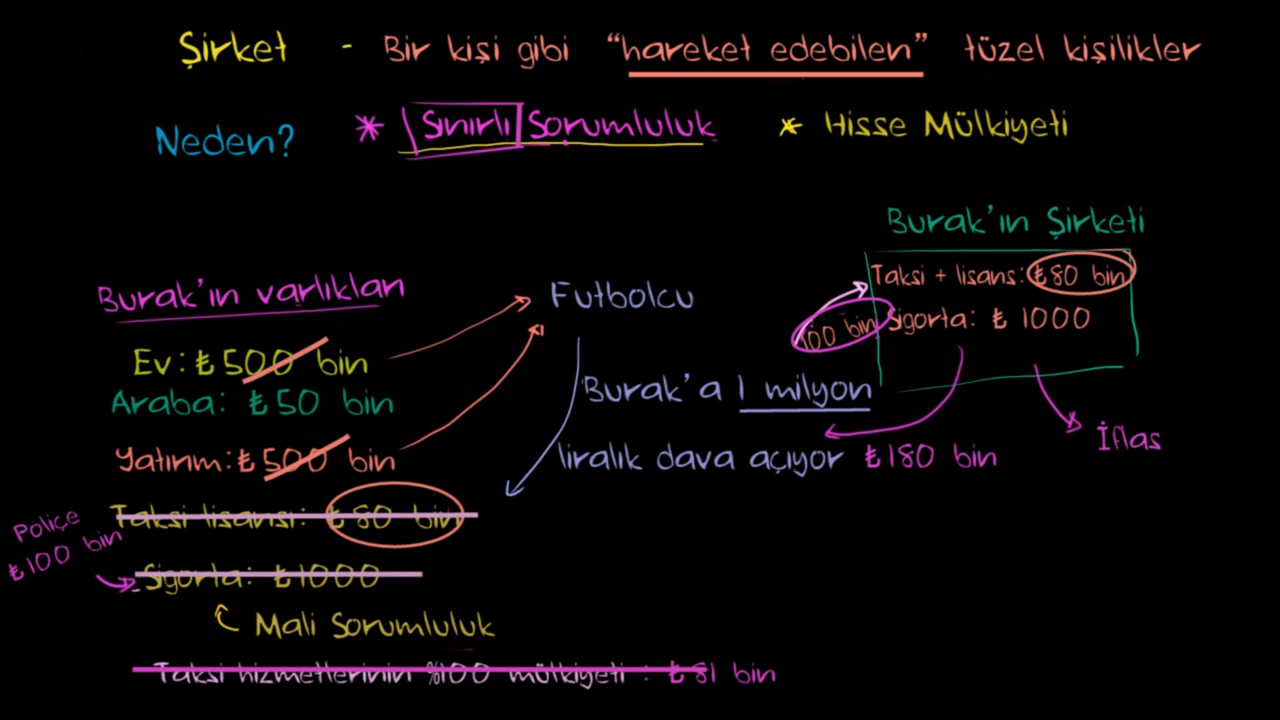 Şirket - Bir kişi gibi "hareket edebilen" tüzel kişilikler
Neden? * Sınırlı Sorumluluk * Hisse Mülkiyeti
Burak'ın Şirketi
Taksi + lisans: ₺80 bin
100 bin Sigorta: ₺ 1000
İflas
Burak'ın varlıkları
Ev: ₺500 bin
Araba: ₺50 bin
Yatırım: ₺500 bin
Taksi lisansı: ₺80 bin
Poliçe
₺100 bin
Sigorta: ₺1000
Mali Sorumluluk
Taksi hizmetlerinin %100 mülkiyeti : ₺81 bin
Futbolcu
Burak'a 1 milyon
liralık dava açıyor ₺180 bin